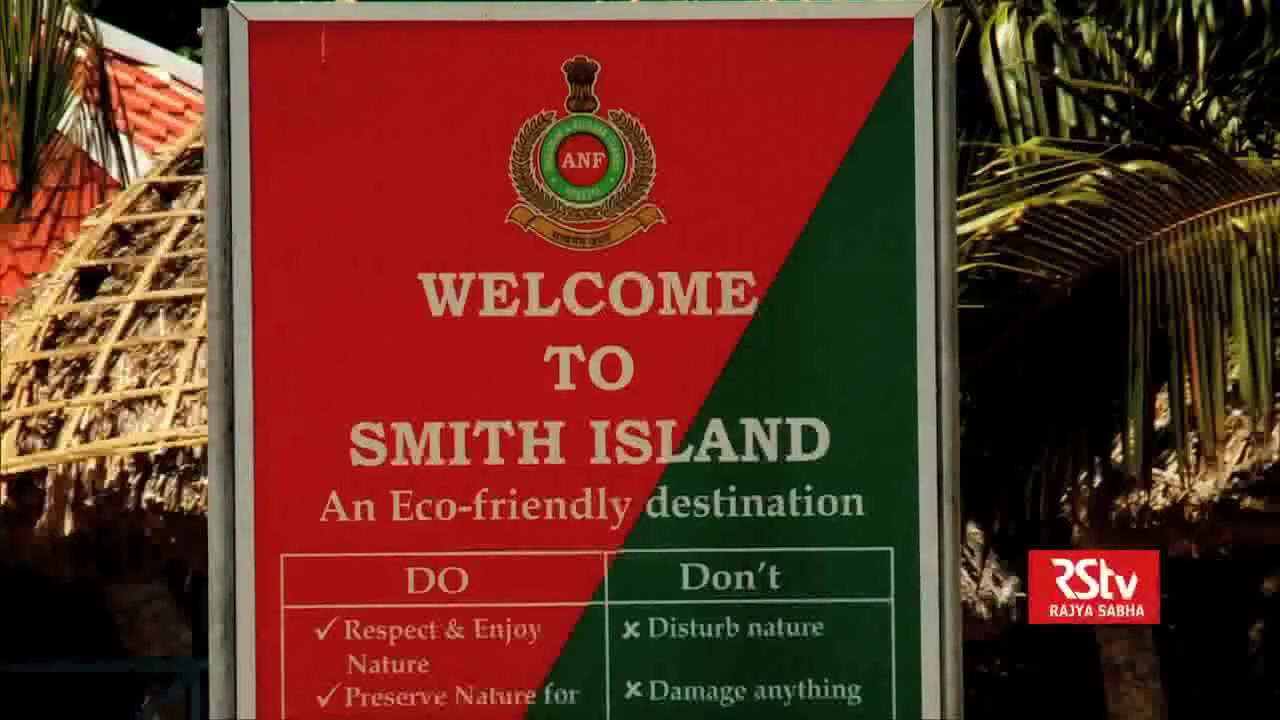 ANF
WELCOME
TO
SMITH ISLAND
An Eco-friendly destination
DO
Don't
✓ Respect & Enjoy
Nature
✓ Preserve Nature for
✗ Disturb nature
✗ Damage anything
RStv
RAJYA SABHA